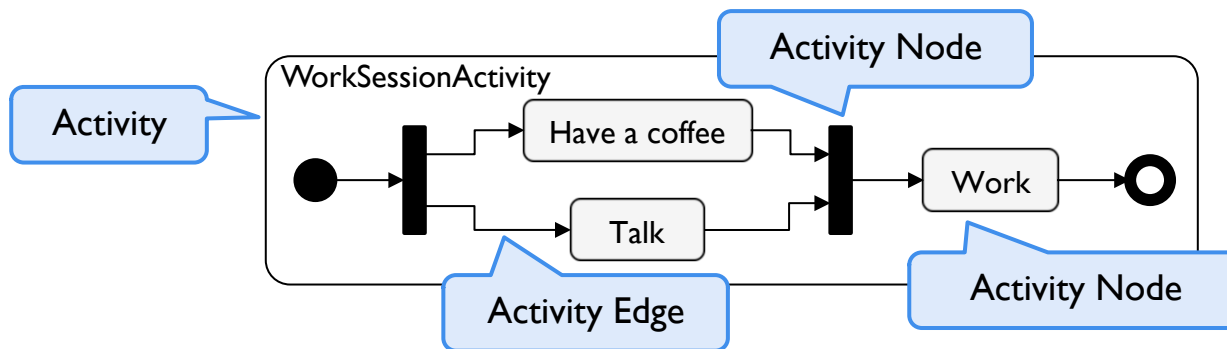 Activity Node
WorkSessionActivity
Activity
Have a coffee
Work
Talk
Activity Edge
Activity Node